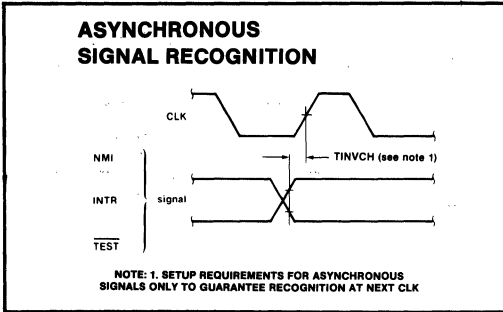 ASYNCHRONOUS
SIGNAL RECOGNITION
CLK
NMI
TINVCH (see note 1)
INTR
signal
TEST
NOTE: 1. SETUP REQUIREMENTS FOR ASYNCHRONOUS
SIGNALS ONLY TO GUARANTEE RECOGNITION AT NEXT CLK